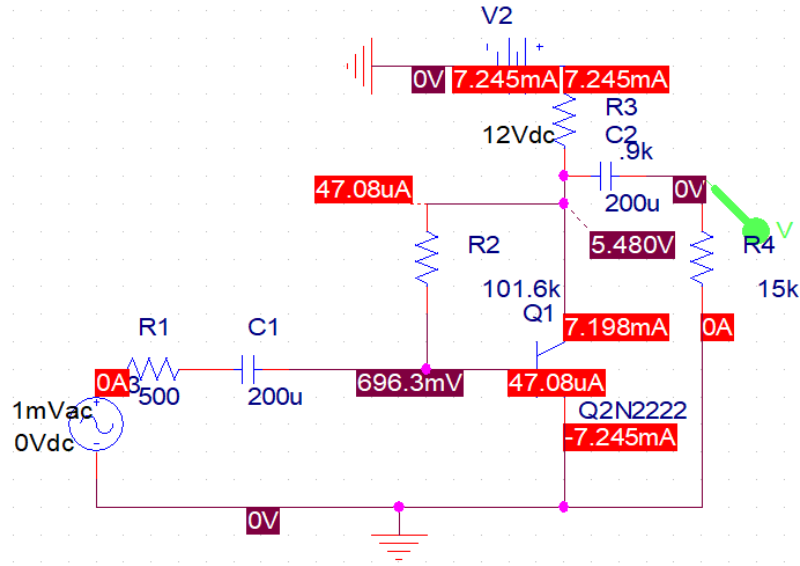 V2
- +
0V 7.245mA 7.245mA
R3
12Vdc
C2
.9k
47.08uA
0V
200u
V
R2
5.480V
R4
101.6k
15k
Q1
R1
C1
7.198mA
0A
0A
3
500
200u
696.3mV
47.08uA
1mVac
+
0Vdc
-
Q2N2222
-7.245mA
0V